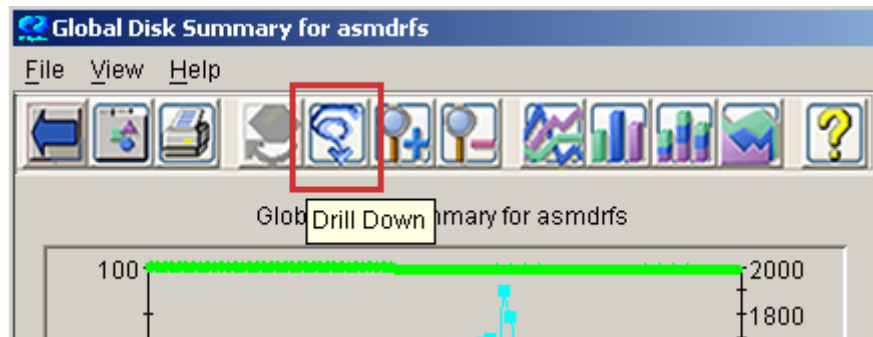 Global Disk Summary for asmdrfs
File View Help
Glob mmary for asmdrfs
Drill Down
100 2000
1800